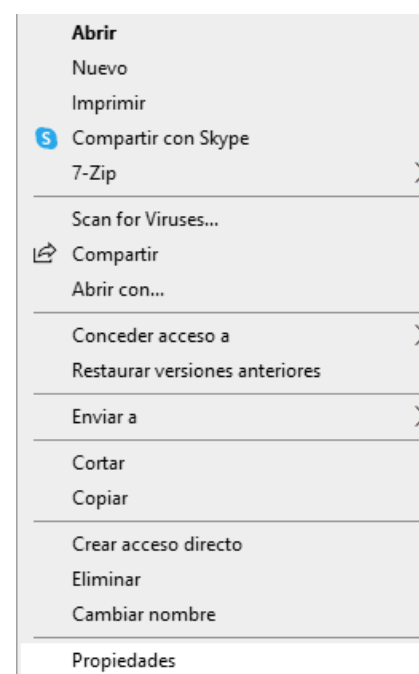 Abrir
Nuevo
Imprimir
S Compartir con Skype
7-Zip
Scan for Viruses...
Compartir
Abrir con...
Conceder acceso a
Restaurar versiones anteriores
Enviar a
Cortar
Copiar
Crear acceso directo
Eliminar
Cambiar nombre
Propiedades